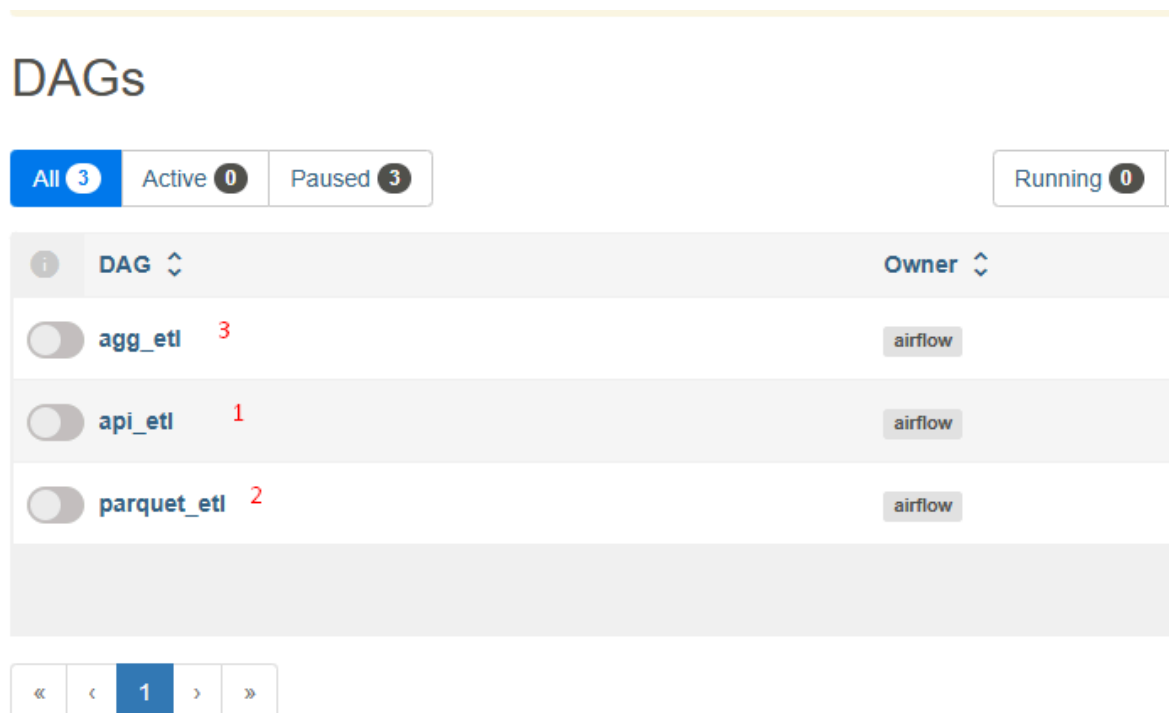 DAGs
All 3 Active 0 Paused 3 Running 0
i DAG Owner
agg_etl 3 airflow
api_etl 1 airflow
parquet_etl 2 airflow
« ‹ 1 › »